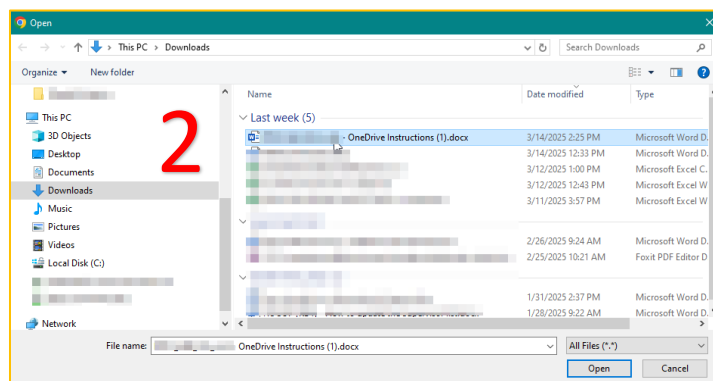 Open
This PC > Downloads
Search Downloads
Organize New folder
Name Date modified Type
This PC
3D Objects
Desktop
Documents
Downloads
Music
Pictures
Videos
Local Disk (C:)
Network
2
Last week (5)
- OneDrive Instructions (1).docx 3/14/2025 2:25 PM Microsoft Word D.
3/14/2025 12:33 PM Microsoft Word D.
3/12/2025 1:00 PM Microsoft Excel C.
3/12/2025 12:43 PM Microsoft Excel W
3/11/2025 3:57 PM Microsoft Excel W
2/26/2025 9:24 AM Microsoft Word D.
2/25/2025 10:21 AM Foxit PDF Editor D
1/31/2025 2:37 PM Microsoft Word D.
1/28/2025 9:22 AM Microsoft Word D.
File name: OneDrive Instructions (1).docx All Files (*.*)
Open Cancel